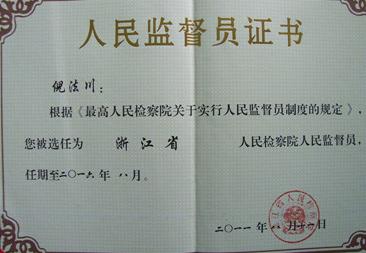 人民监督员证书
倪法川：
根据《最高人民检察院关于实行人民监督员制度的规定》，
您被选任为 浙江省 人民检察院人民监督员，
任期至二〇一六年 八月。
二〇一一年八月十一日